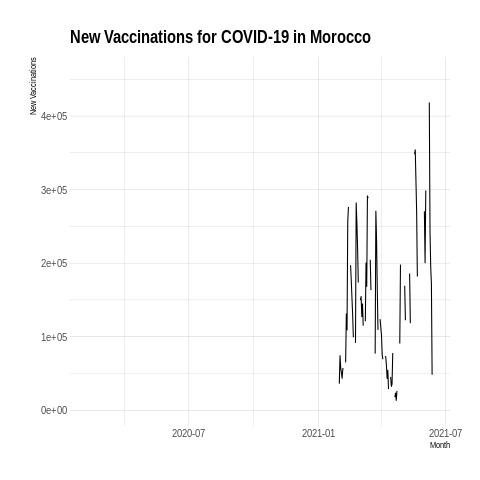 New Vaccinations for COVID-19 in Morocco
New Vaccinations
4e+05
3e+05
2e+05
1e+05
0e+00
2020-07 2021-01 2021-07
Month